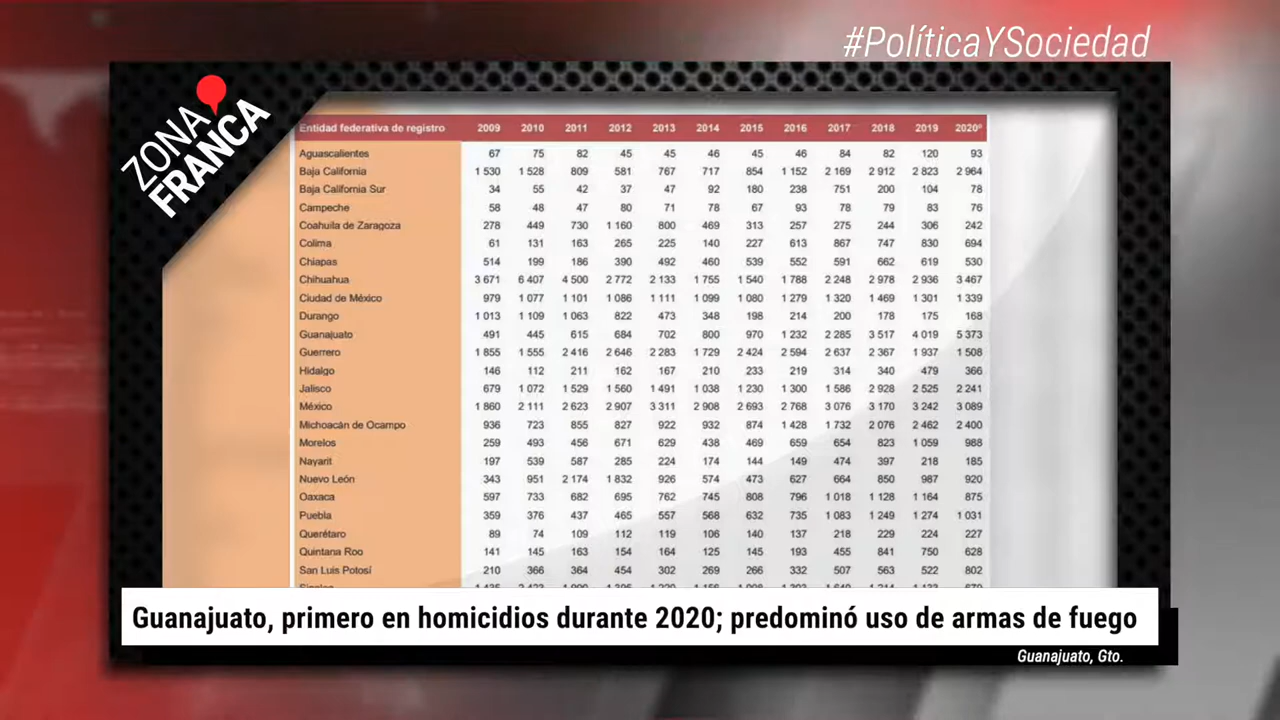 #PolíticaYSociedad
ZONA
FRANCA
Entidad federativa de registro 2009 2010 2011 2012 2013 2014 2015 2016 2017 2018 2019 2020ᵖ
Aguascalientes 67 75 82 45 45 46 45 46 84 82 120 93
Baja California 1 530 1 528 809 581 767 717 854 1 152 2 169 2 912 2 823 2 964
Baja California Sur 34 55 42 37 47 92 180 238 751 200 104 78
Campeche 58 48 47 80 71 78 67 93 78 79 83 76
Coahuila de Zaragoza 278 449 730 1 160 800 469 313 257 275 244 306 242
Colima 61 131 163 265 225 140 227 613 867 747 830 694
Chiapas 514 199 186 390 492 460 539 552 591 662 619 530
Chihuahua 3 671 6 407 4 500 2 772 2 133 1 755 1 540 1 788 2 248 2 978 2 936 3 467
Ciudad de México 979 1 077 1 101 1 086 1 111 1 099 1 080 1 279 1 320 1 469 1 301 1 339
Durango 1 013 1 109 1 063 822 473 348 198 214 200 178 175 168
Guanajuato 491 445 615 684 702 800 970 1 232 2 285 3 517 4 019 5 373
Guerrero 1 855 1 555 2 416 2 646 2 283 1 729 2 424 2 594 2 637 2 367 1 937 1 508
Hidalgo 146 112 211 162 167 210 233 219 314 340 479 366
Jalisco 679 1 072 1 529 1 560 1 491 1 038 1 230 1 300 1 586 2 928 2 525 2 241
México 1 860 2 111 2 623 2 907 3 311 2 908 2 693 2 768 3 076 3 170 3 242 3 089
Michoacán de Ocampo 936 723 855 827 922 932 874 1 428 1 732 2 076 2 462 2 400
Morelos 259 493 456 671 629 438 469 659 654 823 1 059 988
Nayarit 197 539 587 285 224 174 144 149 474 397 218 185
Nuevo León 343 951 2 174 1 832 926 574 473 627 664 850 987 920
Oaxaca 597 733 682 695 762 745 808 796 1 018 1 128 1 164 875
Puebla 359 376 437 465 557 568 632 735 1 083 1 249 1 274 1 031
Querétaro 89 74 109 112 119 106 140 137 218 229 224 227
Quintana Roo 141 145 163 154 164 125 145 193 455 841 750 628
San Luis Potosí 210 366 364 454 302 269 266 332 507 563 522 802
Guanajuato, primero en homicidios durante 2020; predominó uso de armas de fuego
Guanajuato, Gto.